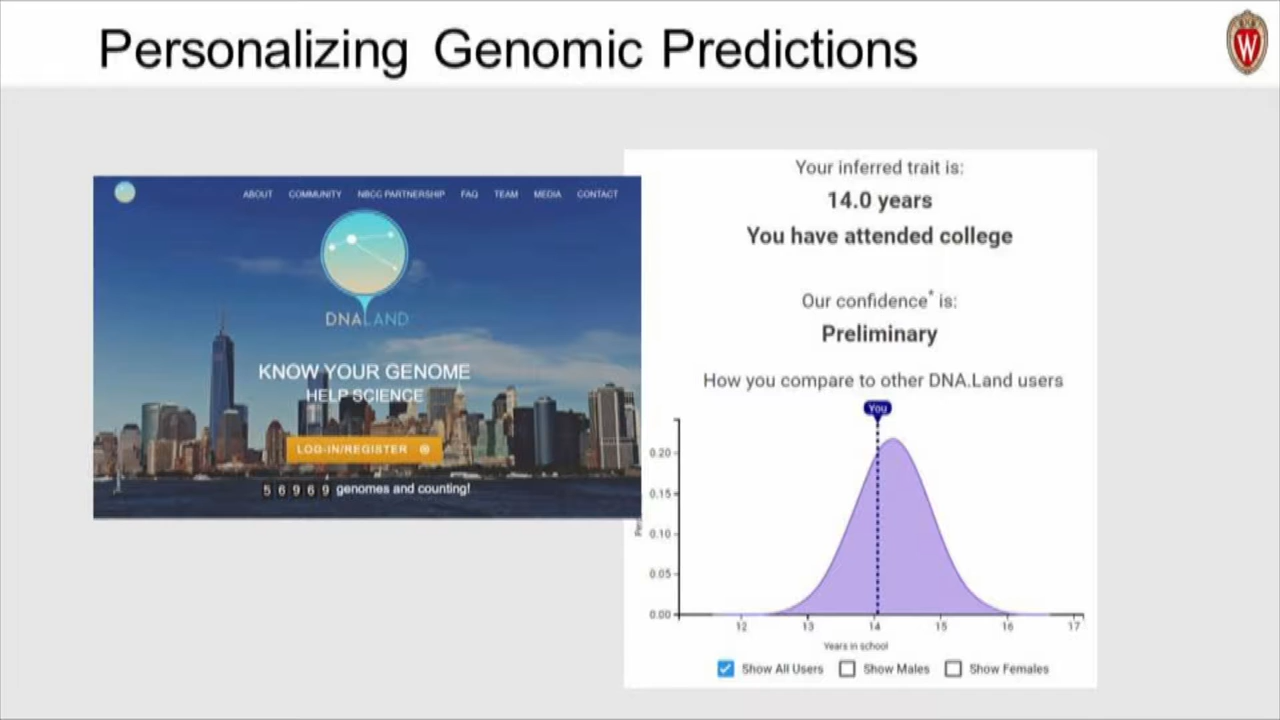 Personalizing Genomic Predictions
W
ABOUT COMMUNITY NBCC PARTNERSHIP FAQ TEAM MEDIA CONTACT
DNALAND
KNOW YOUR GENOME
HELP SCIENCE
LOG-IN/REGISTER
56969 genomes and counting!
Your inferred trait is:
14.0 years
You have attended college
Our confidence* is:
Preliminary
How you compare to other DNA.Land users
You
0.20
0.15
0.10
0.05
0.00
12 13 14 15 16 17
Years in school
Show All Users Show Males Show Females